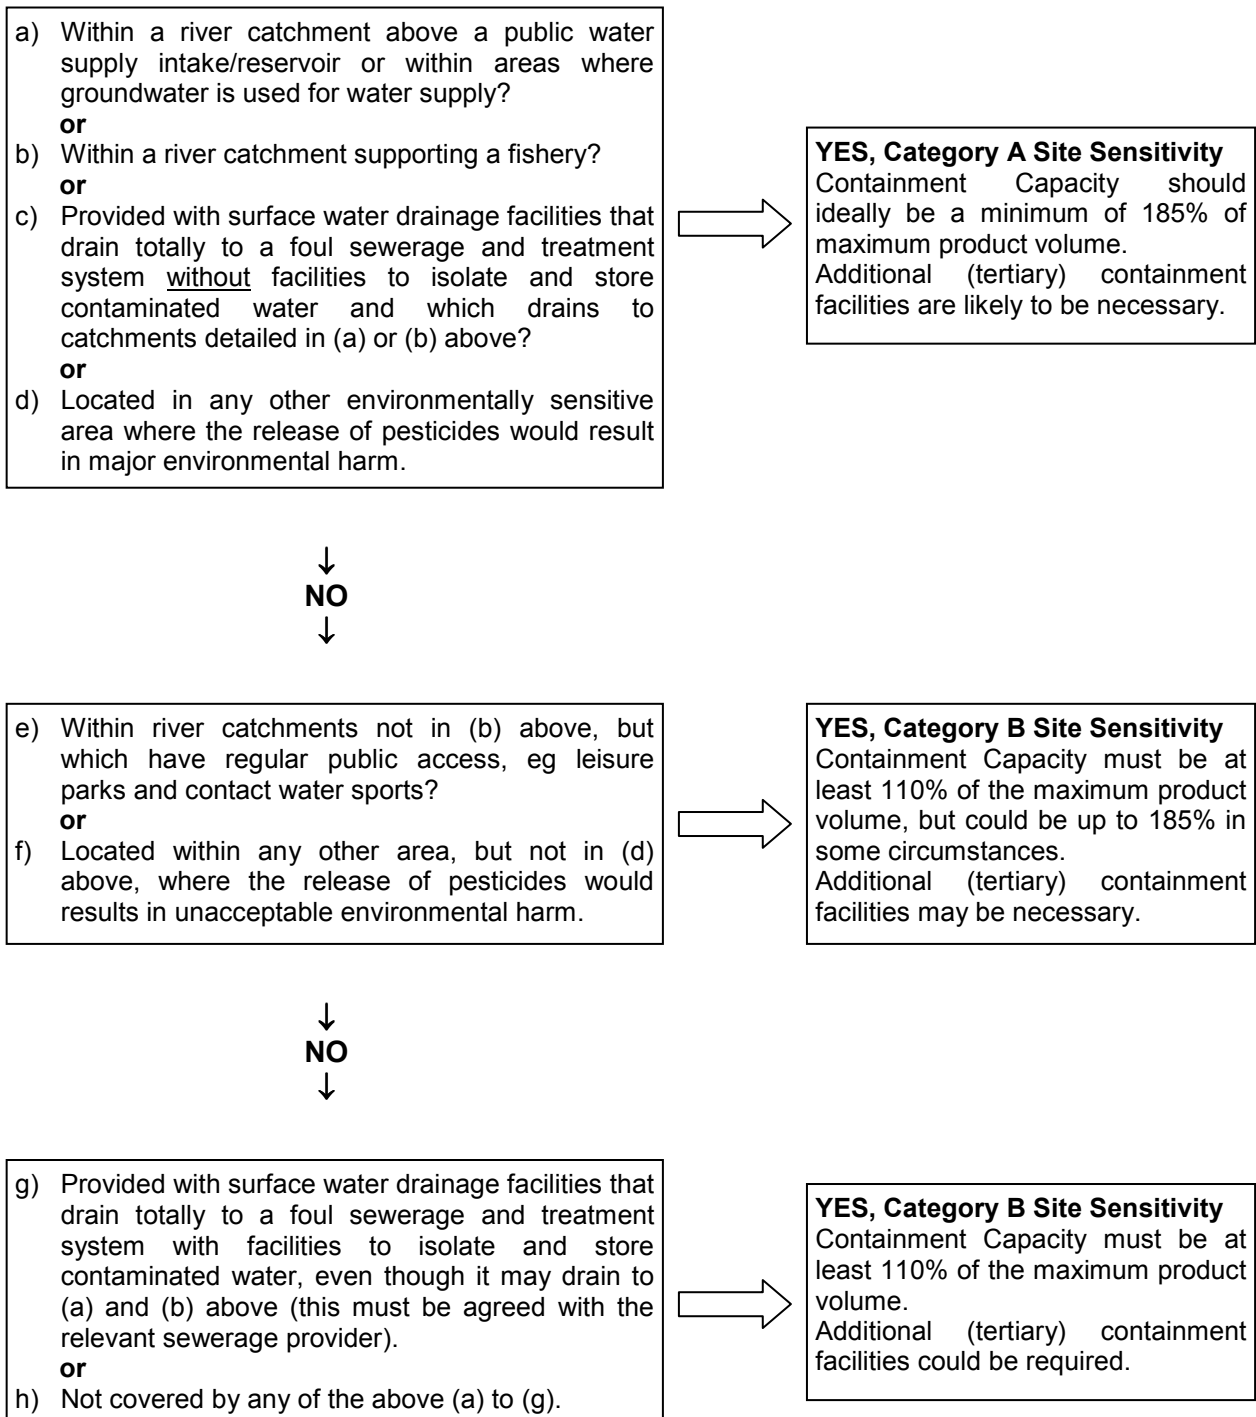 a) Within a river catchment above a public water
supply intake/reservoir or within areas where
groundwater is used for water supply?
or
b) Within a river catchment supporting a fishery?
or
c) Provided with surface water drainage facilities that
drain totally to a foul sewerage and treatment
system without facilities to isolate and store
contaminated water and which drains to
catchments detailed in (a) or (b) above?
or
d) Located in any other environmentally sensitive
area where the release of pesticides would result
in major environmental harm.
YES, Category A Site Sensitivity
Containment Capacity should
ideally be a minimum of 185% of
maximum product volume.
Additional (tertiary) containment
facilities are likely to be necessary.
↓
NO
↓
e) Within river catchments not in (b) above, but
which have regular public access, eg leisure
parks and contact water sports?
or
f) Located within any other area, but not in (d)
above, where the release of pesticides would
results in unacceptable environmental harm.
YES, Category B Site Sensitivity
Containment Capacity must be at
least 110% of the maximum product
volume, but could be up to 185% in
some circumstances.
Additional (tertiary) containment
facilities may be necessary.
↓
NO
↓
g) Provided with surface water drainage facilities that
drain totally to a foul sewerage and treatment
system with facilities to isolate and store
contaminated water, even though it may drain to
(a) and (b) above (this must be agreed with the
relevant sewerage provider).
or
h) Not covered by any of the above (a) to (g).
YES, Category B Site Sensitivity
Containment Capacity must be at
least 110% of the maximum product
volume.
Additional (tertiary) containment
facilities could be required.